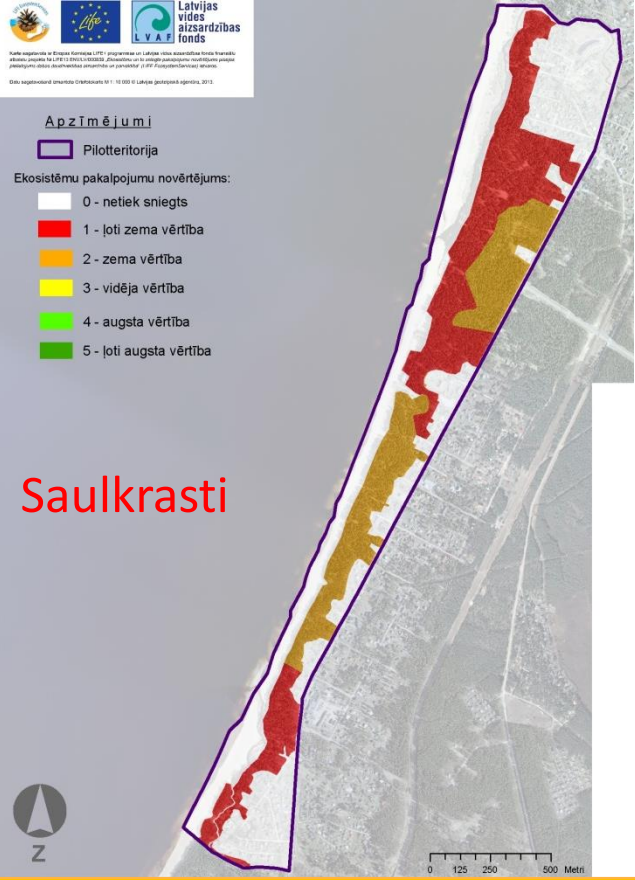 Life
LVAF
Latvijas
vides
aizsardzības
fonds
Apzīmējumi
Pilotteritorija
Ekosistēmu pakalpojumu novērtējums:
0 - netiek sniegts
1 - ļoti zema vērtība
2 - zema vērtība
3 - vidēja vērtība
4 - augsta vērtība
5 - ļoti augsta vērtība
Saulkrasti
Z
0 125 250 500 Metri